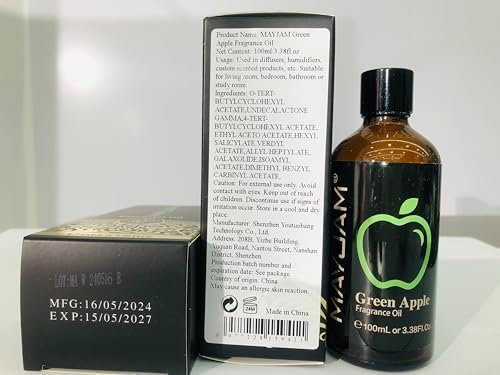 Product Name: MAYJAM Green
Apple Fragrance Oil
Net Content: 100ml 3.38fl.oz
Usage: Used in diffusers, humidifiers,
custom scented products, etc. Suitable
for living room, bedroom, bathroom or
study room.
Ingredients: O-TERT-
BUTYLCYCLOHEXYL
ACETATE,UNDECALACTONE
GAMMA,4-TERT-
BUTYLCYCLOHEXYL ACETATE,
ETHYL ACETO ACETATE,HEXYL
SALICYLATE,VERDYL
ACETATE,ALLYL HEPTYLATE,
GALAXOLIDE,ISOAMYL
ACETATE,DIMETHYL BENZYL
CARBINYL ACETATE,
Caution: For external use only. Avoid
contact with eyes. Keep out of reach
of children. Discontinue use if signs of
irritation occur. Store in a cool and dry
place.
Manufacturer: Shenzhen Youtuobang
Technology Co., Ltd.
Address: 208B, Yizhe Building,
Yuquan Road, Nantou Street, Nanshan
District, Shenzhen
Production batch number and
expiration date: See package
Country of origin: China
May cause an allergic skin reaction.
24M
Made in China
LOT:MA W 240516 B
MFG:16/05/2024
EXP:15/05/2027
MAYJAM®
Green Apple
Fragrance Oil
℮100mL or 3.38Fl.Oz